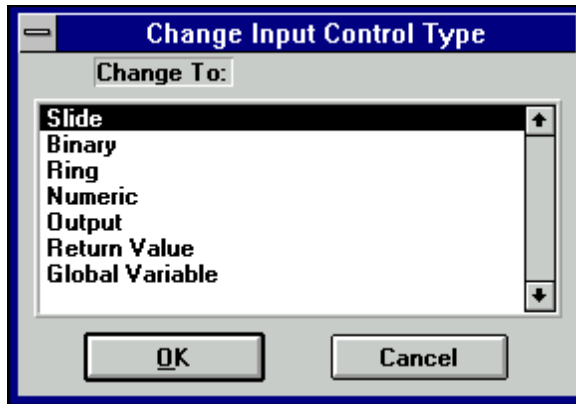 Change Input Control Type
Change To:
Slide
Binary
Ring
Numeric
Output
Return Value
Global Variable
OK Cancel